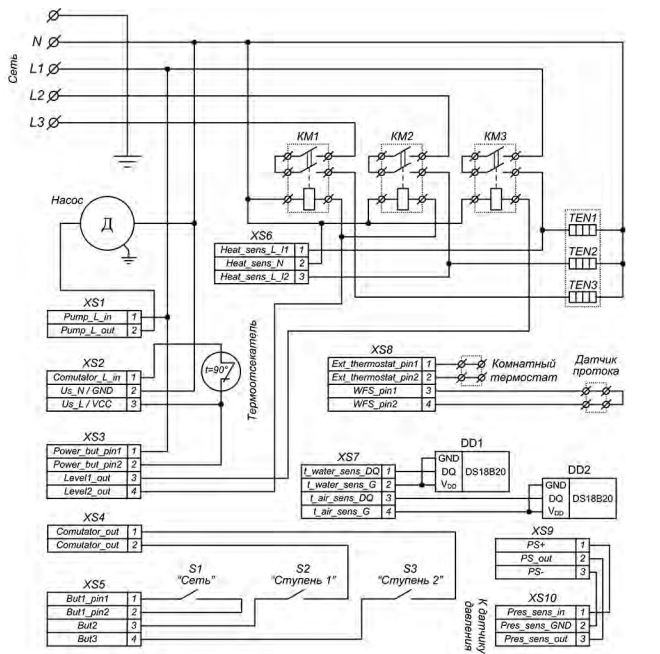 Сеть
N
L1
L2
L3
КМ1
КМ2
КМ3
Насос
Д
XS6
Heat_sens_L_l1 1
Heat_sens_N 2
Heat_sens_L_l2 3
TEN1
TEN2
TEN3
XS1
Pump_L_in 1
Pump_L_out 2
XS2
Comutator_L_in 1
Us_N / GND 2
Us_L / VCC 3
t=90°
Термоотсекатель
XS8
Ext_thermostat_pin1 1
Ext_thermostat_pin2 2
WFS_pin1 3
WFS_pin2 4
Комнатный
термостат
Датчик
протока
XS3
Power_but_pin1 1
Power_but_pin2 2
Level1_out 3
Level2_out 4
XS7
t_water_sens_DQ 1
t_water_sens_G 2
t_air_sens_DQ 3
t_air_sens_G 4
DD1
GND
DQ DS18B20
VDD
DD2
GND
DQ DS18B20
VDD
XS4
Comutator_out 1
Comutator_out 2
XS5
But1_pin1 1
But1_pin2 2
But2 3
But3 4
S1
"Сеть"
S2
"Ступень 1"
S3
"Ступень 2"
XS9
PS+ 1
PS_out 2
PS- 3
XS10
Pres_sens_in 1
Pres_sens_GND 2
Pres_sens_out 3
К датчику
давления